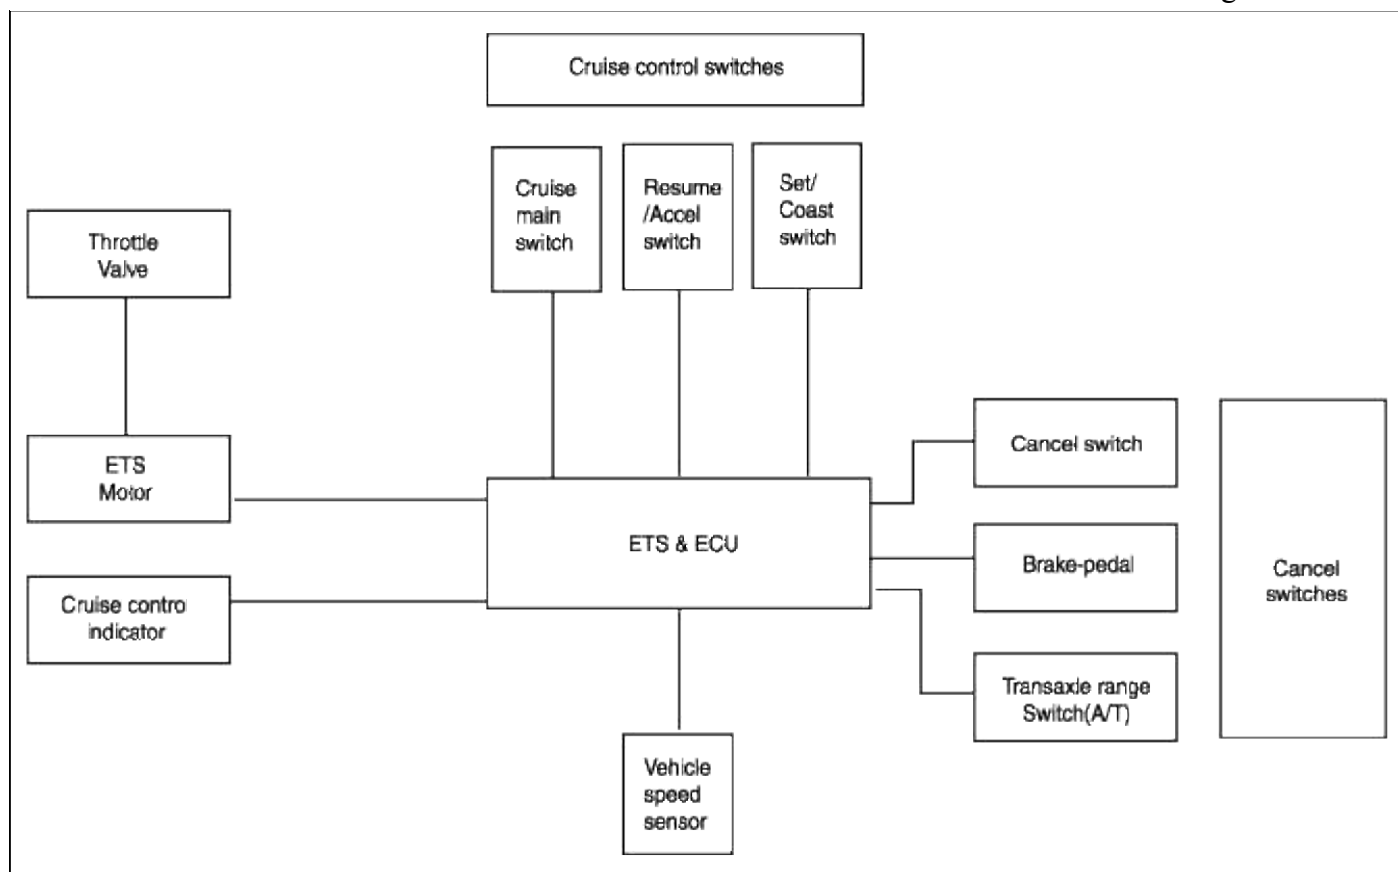 Cruise control switches
Cruise
main
switch
Resume
/Accel
switch
Set/
Coast
switch
Throttle
Valve
ETS
Motor
Cruise control
indicator
ETS & ECU
Cancel switch
Brake-pedal
Transaxle range
Switch(A/T)
Cancel
switches
Vehicle
speed
sensor